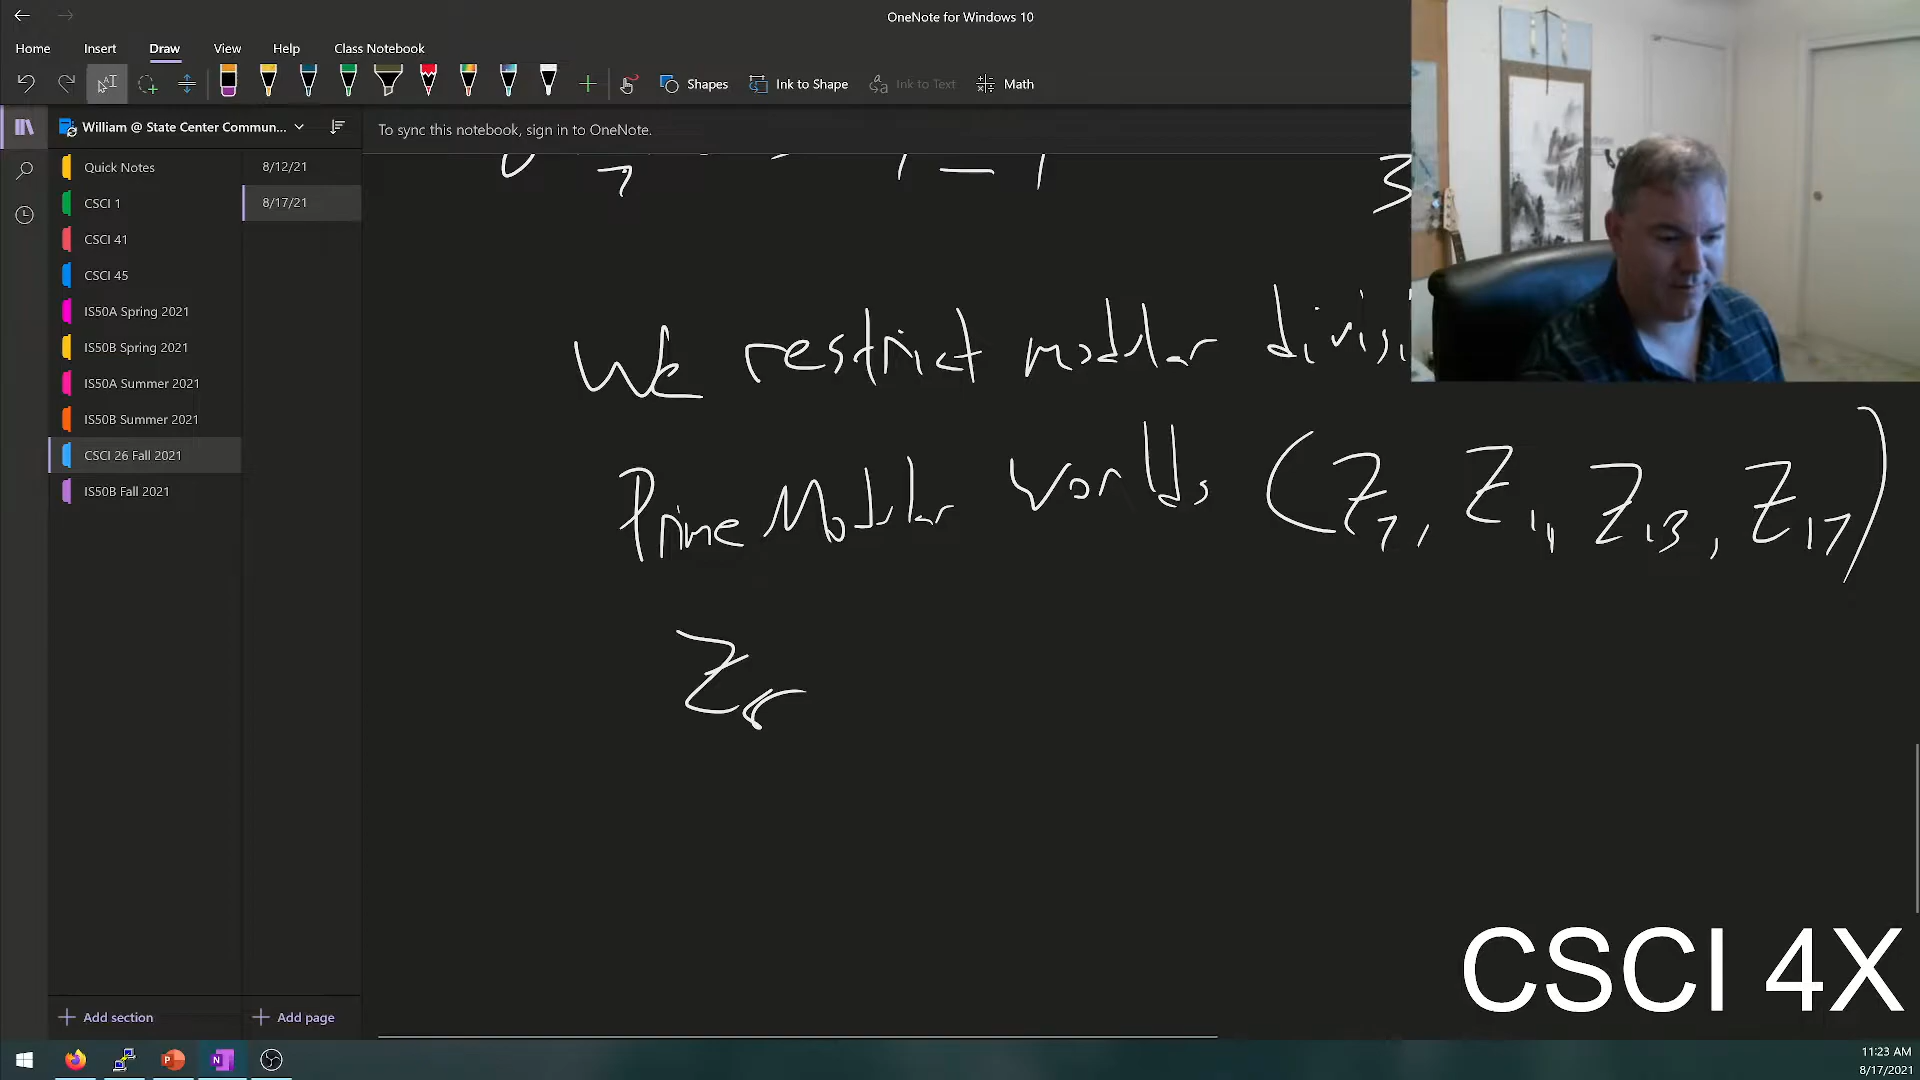 OneNote for Windows 10
Home Insert Draw View Help Class Notebook
Shapes Ink to Shape Ink to Text Math
William @ State Center Commun...
To sync this notebook, sign in to OneNote.
Quick Notes
CSCI 1
CSCI 41
CSCI 45
IS50A Spring 2021
IS50B Spring 2021
IS50A Summer 2021
IS50B Summer 2021
CSCI 26 Fall 2021
IS50B Fall 2021
8/12/21
8/17/21
7
3
We restrict modular divisi
Prime Modular worlds (Z7, Z11, Z13, Z17)
Z8
CSCI 4X
Add section
Add page
11:23 AM
8/17/2021